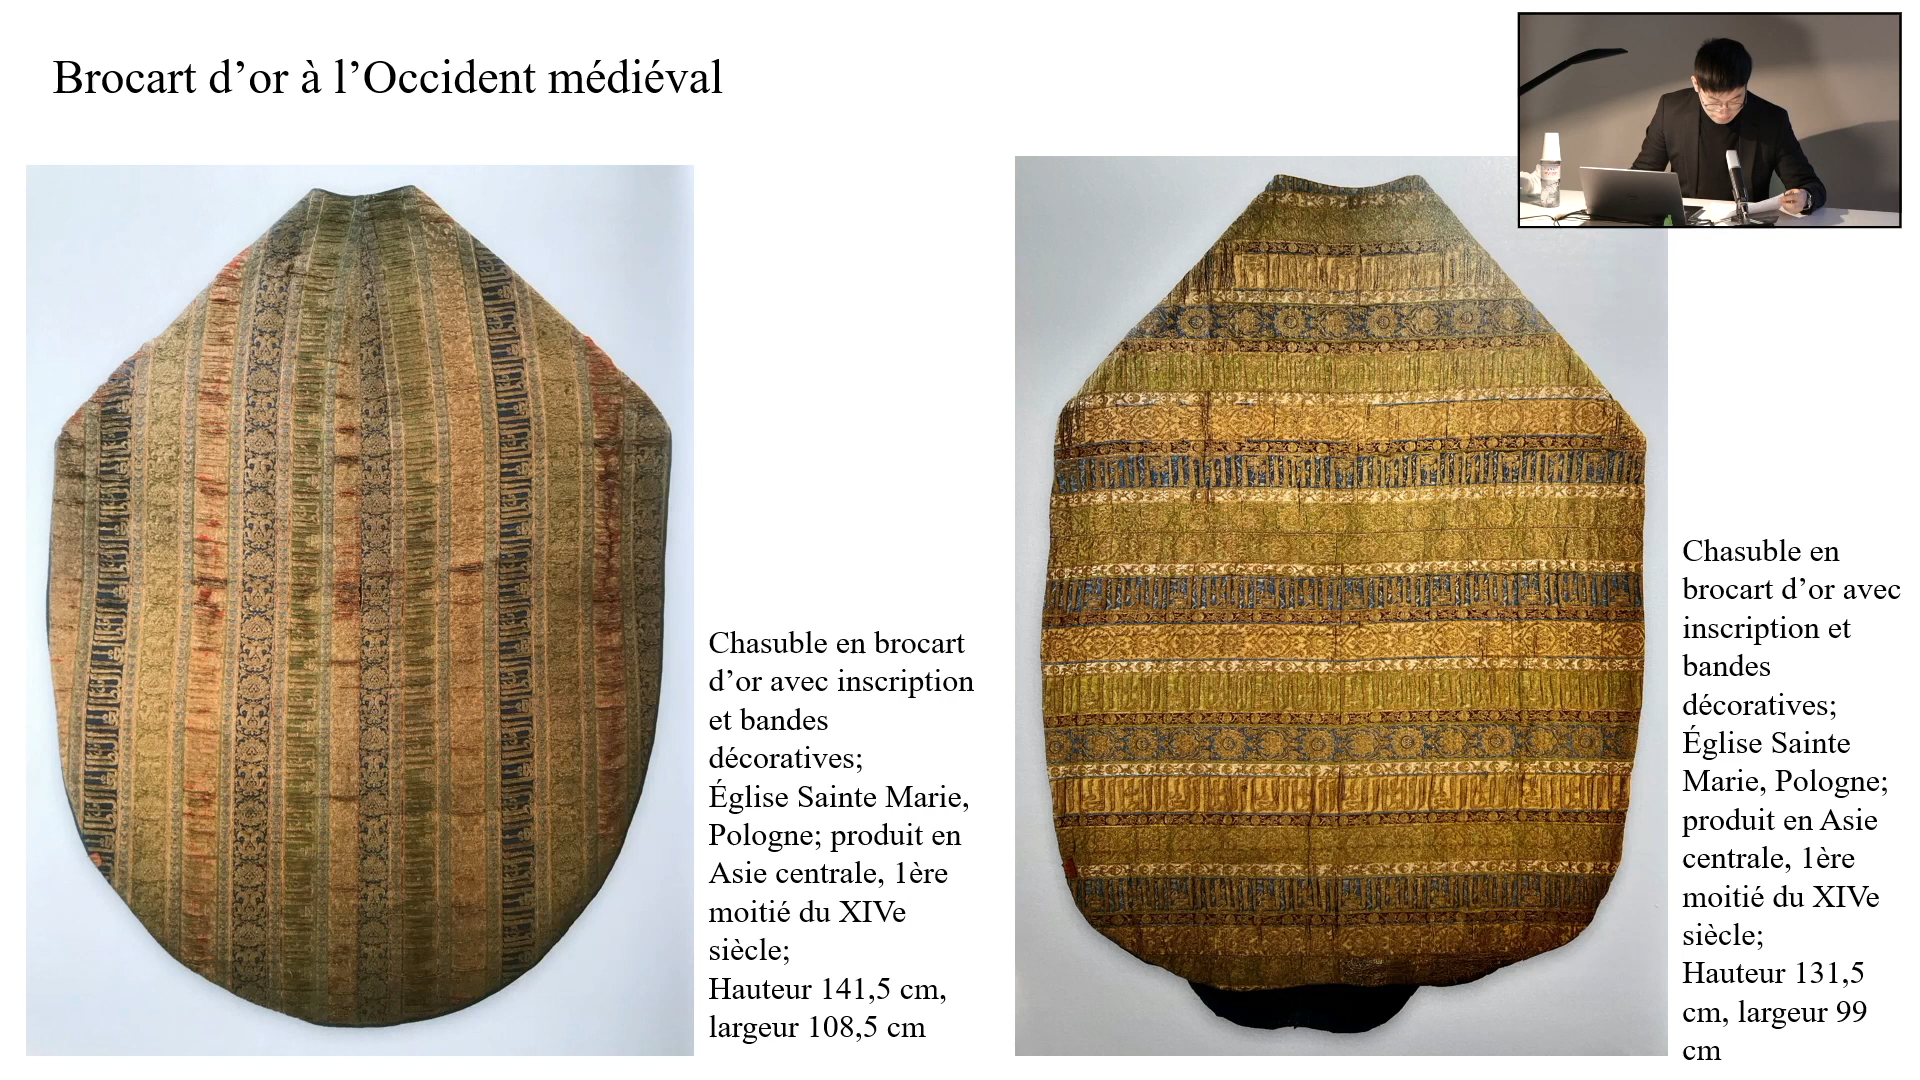 Brocart d’or à l’Occident médiéval
Chasuble en brocart
d’or avec inscription
et bandes
décoratives;
Église Sainte Marie,
Pologne; produit en
Asie centrale, 1ère
moitié du XIVe
siècle;
Hauteur 141,5 cm,
largeur 108,5 cm
Chasuble en
brocart d’or avec
inscription et
bandes
décoratives;
Église Sainte
Marie, Pologne;
produit en Asie
centrale, 1ère
moitié du XIVe
siècle;
Hauteur 131,5
cm, largeur 99
cm